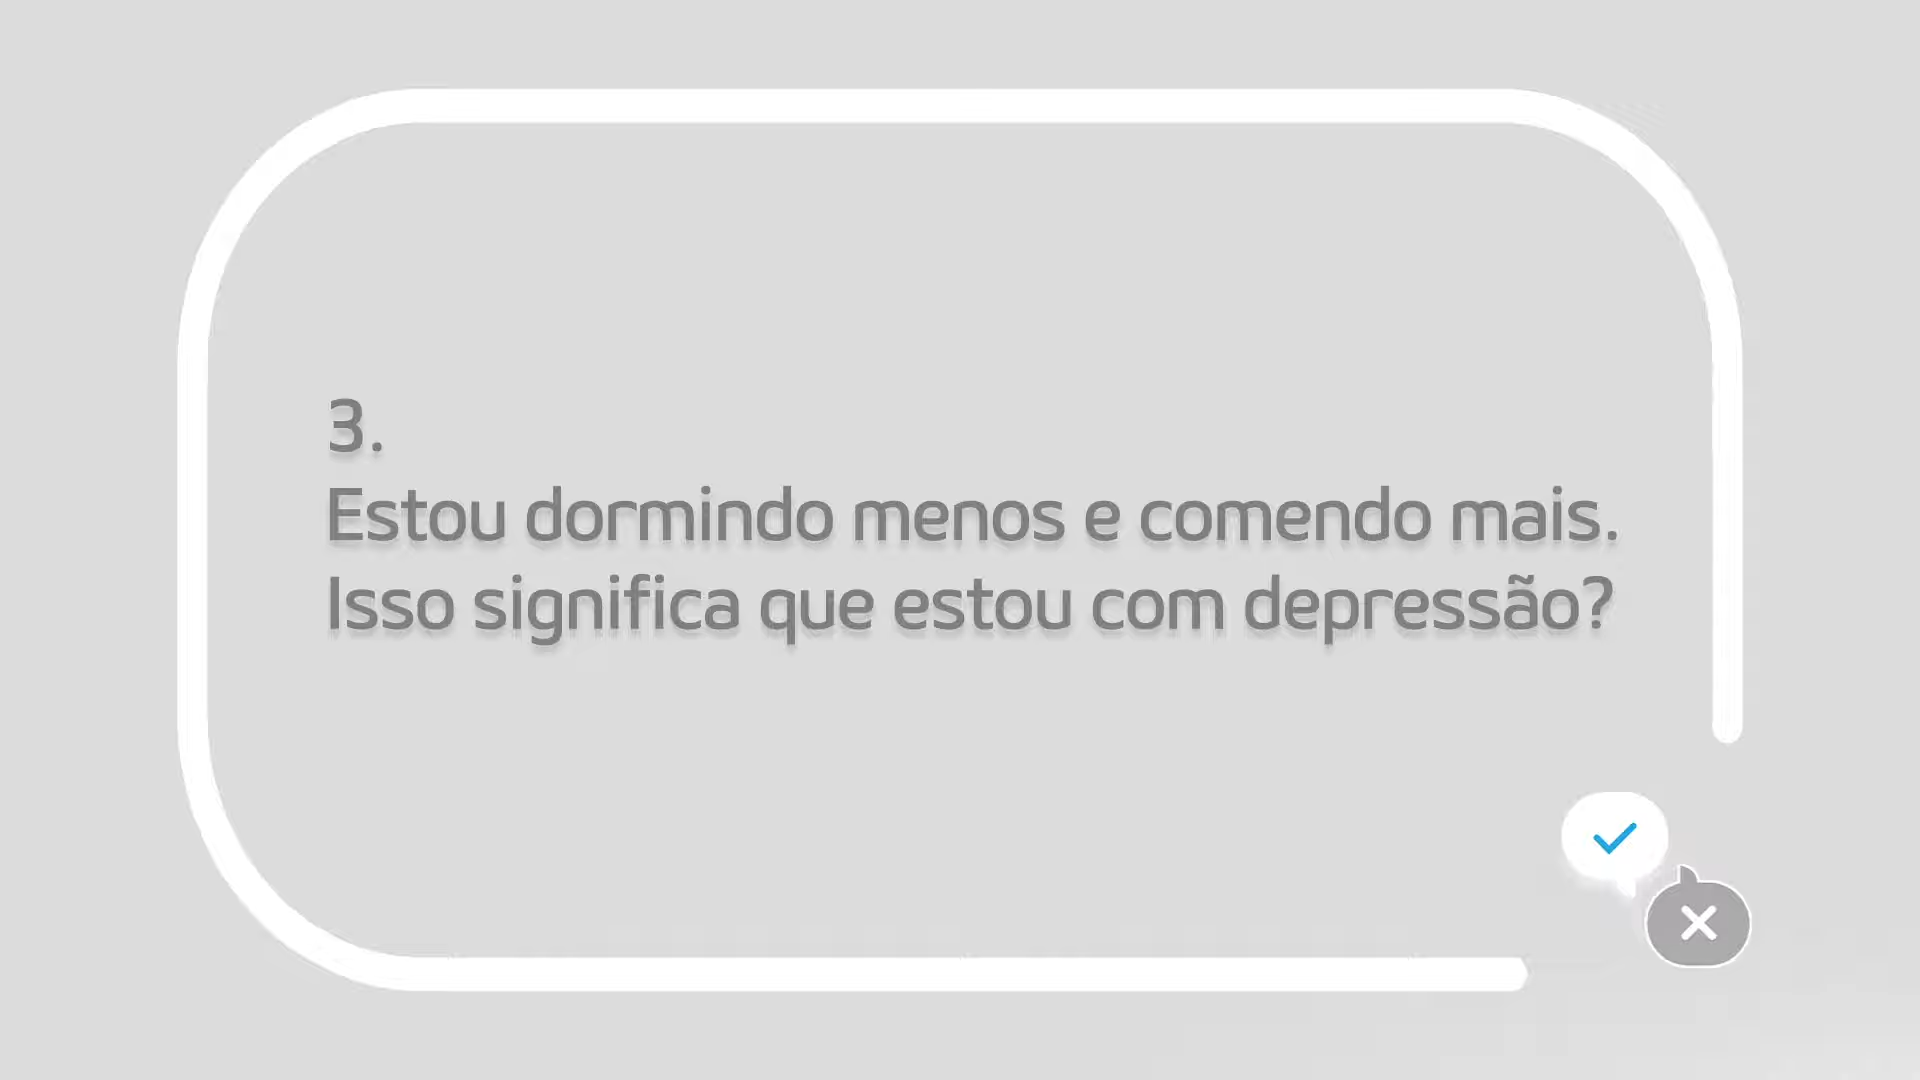 3.
Estou dormindo menos e comendo mais.
Isso significa que estou com depressão?